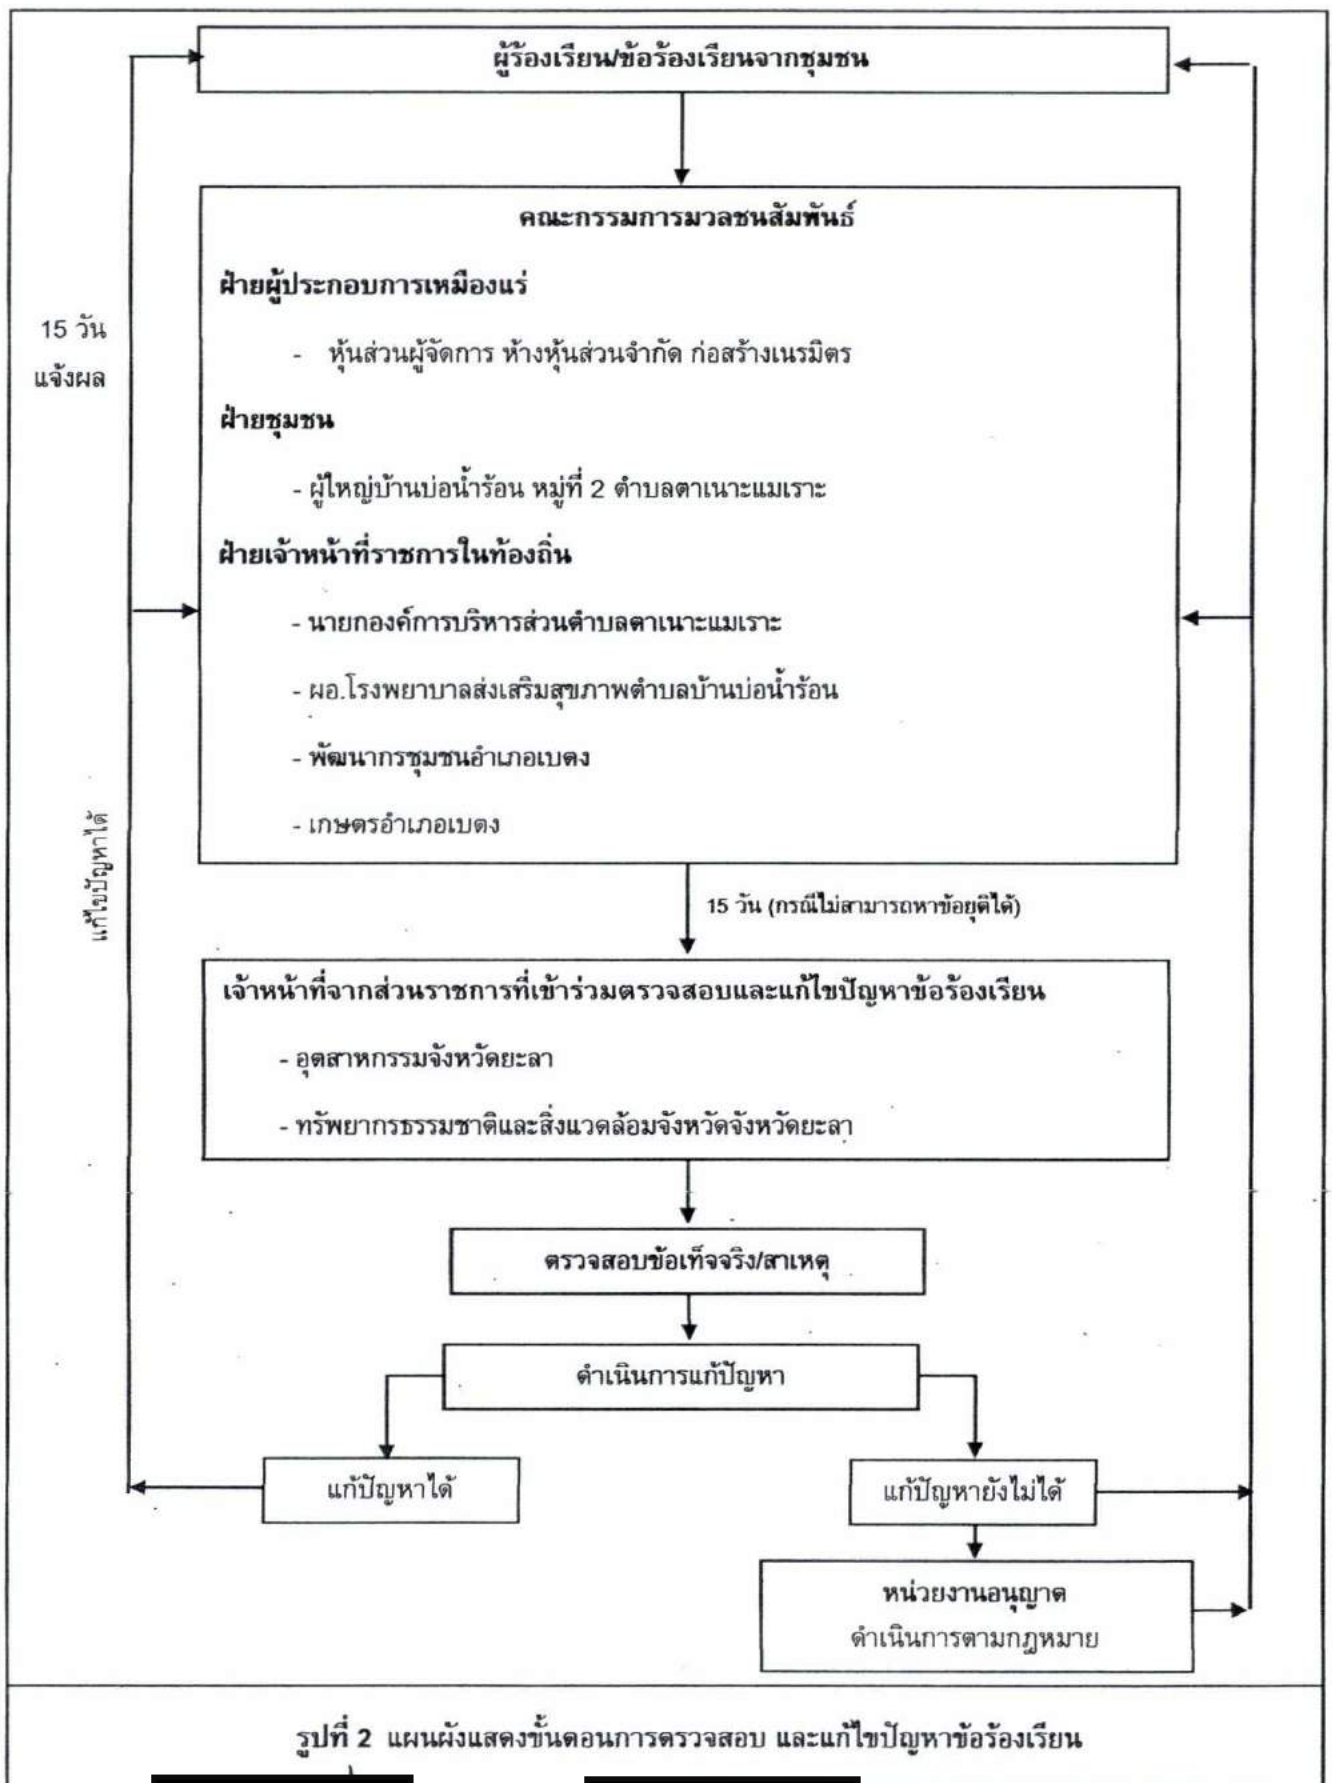 ผู้ร้องเรียน/ข้อร้องเรียนจากชุมชน
คณะกรรมการมวลชนสัมพันธ์
ฝ่ายผู้ประกอบการเหมืองแร่
- หุ้นส่วนผู้จัดการ ห้างหุ้นส่วนจำกัด ก่อสร้างเนรมิตร
15 วัน
แจ้งผล
ฝ่ายชุมชน
- ผู้ใหญ่บ้านบ่อน้ำร้อน หมู่ที่ 2 ตำบลตาเนาะแมเราะ
ฝ่ายเจ้าหน้าที่ราชการในท้องถิ่น
- นายกองค์การบริหารส่วนตำบลตาเนาะแมเราะ
- ผอ.โรงพยาบาลส่งเสริมสุขภาพตำบลบ้านบ่อน้ำร้อน
- พัฒนากรชุมชนอำเภอเบตง
- เกษตรอำเภอเบตง
แก้ไขปัญหาได้
15 วัน (กรณีไม่สามารถหาข้อยุติได้)
เจ้าหน้าที่จากส่วนราชการที่เข้าร่วมตรวจสอบและแก้ไขปัญหาข้อร้องเรียน
- อุตสาหกรรมจังหวัดยะลา
- ทรัพยากรธรรมชาติและสิ่งแวดล้อมจังหวัดจังหวัดยะลา
ตรวจสอบข้อเท็จจริง/สาเหตุ
ดำเนินการแก้ปัญหา
แก้ปัญหาได้
แก้ปัญหายังไม่ได้
หน่วยงานอนุญาต
ดำเนินการตามกฎหมาย
รูปที่ 2 แผนผังแสดงขั้นตอนการตรวจสอบ และแก้ไขปัญหาข้อร้องเรียน